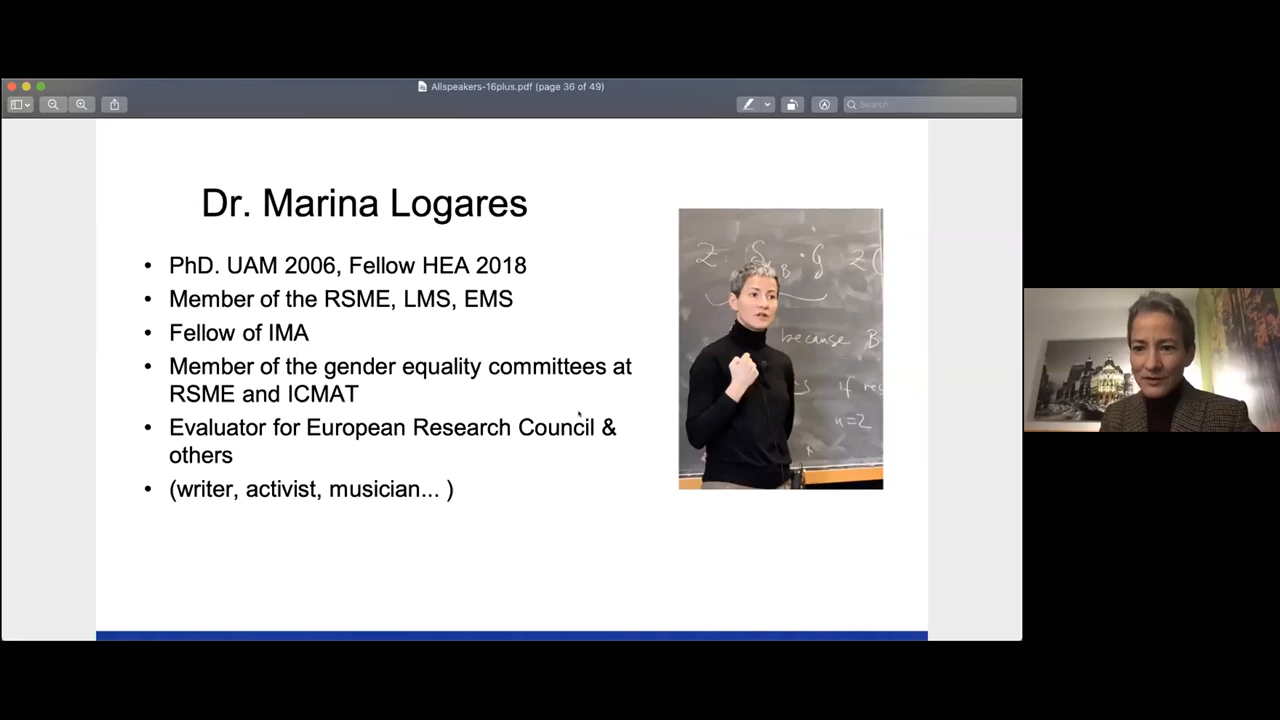 Allspeakers-16plus.pdf (page 36 of 49)
Search
Dr. Marina Logares
• PhD. UAM 2006, Fellow HEA 2018
• Member of the RSME, LMS, EMS
• Fellow of IMA
• Member of the gender equality committees at
RSME and ICMAT
• Evaluator for European Research Council &
others
• (writer, activist, musician... )
because B
u=2